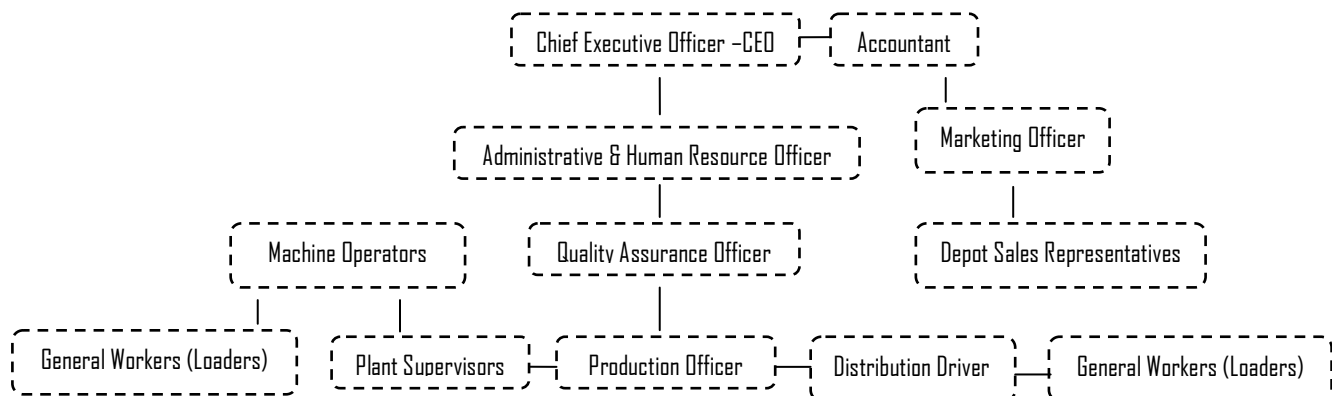 Chief Executive Officer –CEO
Accountant
Marketing Officer
Administrative & Human Resource Officer
Machine Operators
Quality Assurance Officer
Depot Sales Representatives
General Workers (Loaders)
Plant Supervisors
Production Officer
Distribution Driver
General Workers (Loaders)